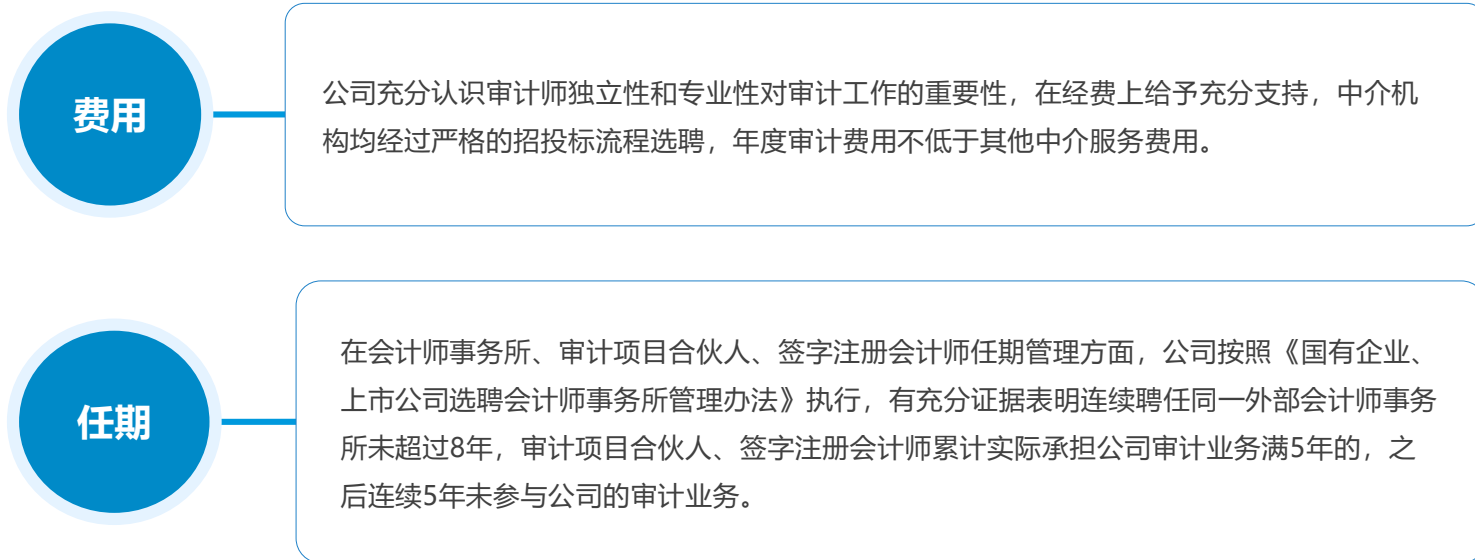 费用
公司充分认识审计师独立性和专业性对审计工作的重要性，在经费上给予充分支持，中介机
构均经过严格的招投标流程选聘，年度审计费用不低于其他中介服务费用。
任期
在会计师事务所、审计项目合伙人、签字注册会计师任期管理方面，公司按照《国有企业、
上市公司选聘会计师事务所管理办法》执行，有充分证据表明连续聘任同一外部会计师事务
所未超过8年，审计项目合伙人、签字注册会计师累计实际承担公司审计业务满5年的，之
后连续5年未参与公司的审计业务。